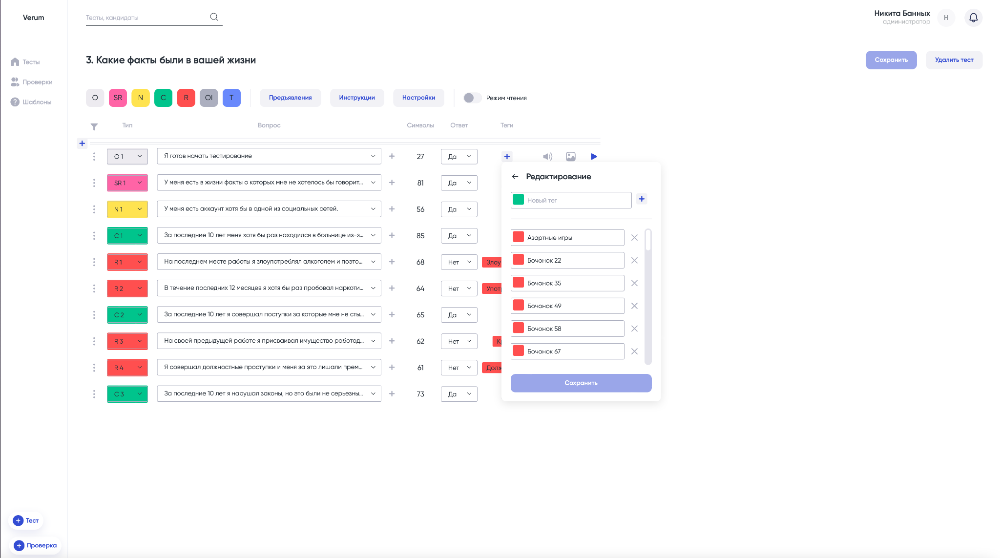 Verum
Тесты, кандидаты
Никита Банных
администратор
Н
Тесты
Проверки
Шаблоны
3. Какие факты были в вашей жизни
Сохранить
Удалить тест
O SR N C R OI T
Предъявления
Инструкции
Настройки
Режим чтения
Тип Вопрос Символы Ответ Теги
O 1 Я готов начать тестирование 27 Да
SR 1 У меня есть в жизни факты о которых мне не хотелось бы говорит... 81 Да
N 1 У меня есть аккаунт хотя бы в одной из социальных сетей. 56 Да
C 1 За последние 10 лет меня хотя бы раз находился в больнице из-з... 85 Да
R 1 На последнем месте работы я злоупотреблял алкоголем и поэто... 68 Нет Злоу
R 2 В течение последних 12 месяцев я хотя бы раз пробовал наркоти... 64 Нет Упот
C 2 За последние 10 лет я совершал поступки за которые мне не сты... 65 Да
R 3 На своей предыдущей работе я присваивал имущество работод... 62 Нет К
R 4 Я совершал должностные проступки и меня за это лишали прем... 61 Нет Долж
C 3 За последние 10 лет я нарушал законы, но это были не серьезны... 73 Да
Редактирование
Новый тег
Азартные игры
Бочонок 22
Бочонок 35
Бочонок 49
Бочонок 58
Бочонок 67
Сохранить
Тест
Проверка